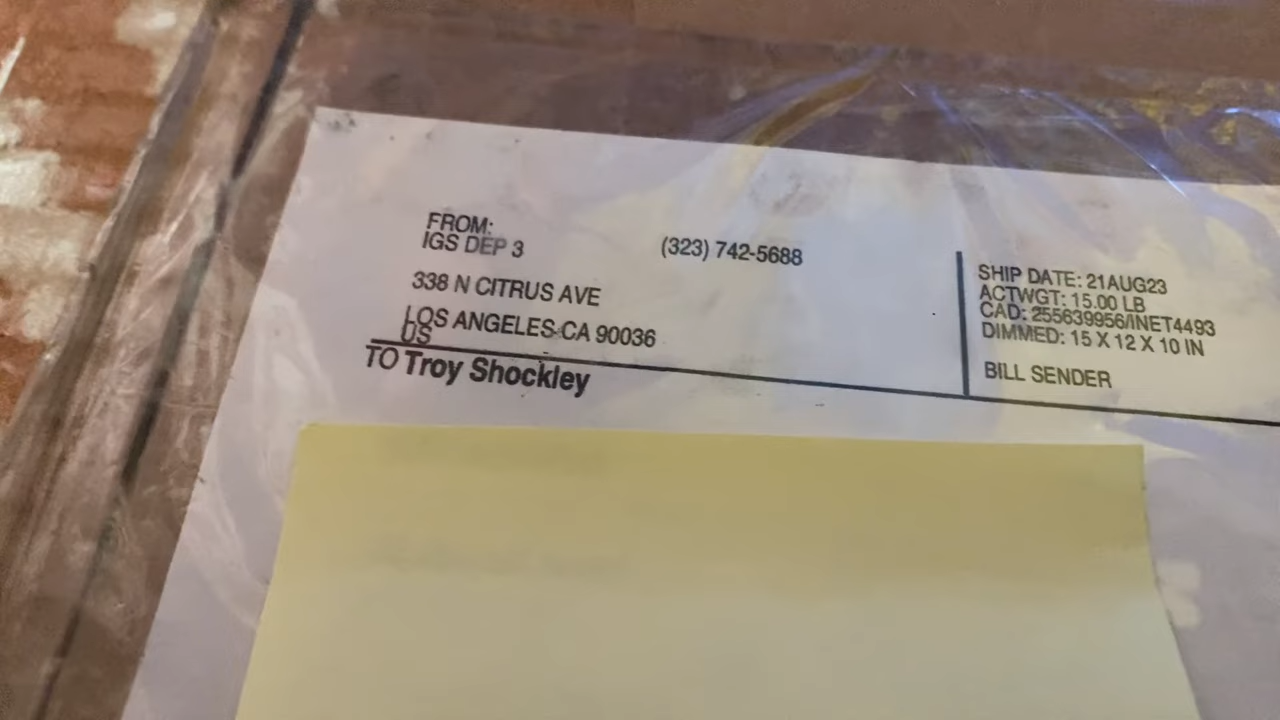 FROM:
IGS DEP 3 (323) 742-5688
338 N CITRUS AVE
LOS ANGELES CA 90036
US
SHIP DATE: 21AUG23
ACTWGT: 15.00 LB
CAD: 255639956/INET4493
DIMMED: 15 X 12 X 10 IN
BILL SENDER
TO Troy Shockley